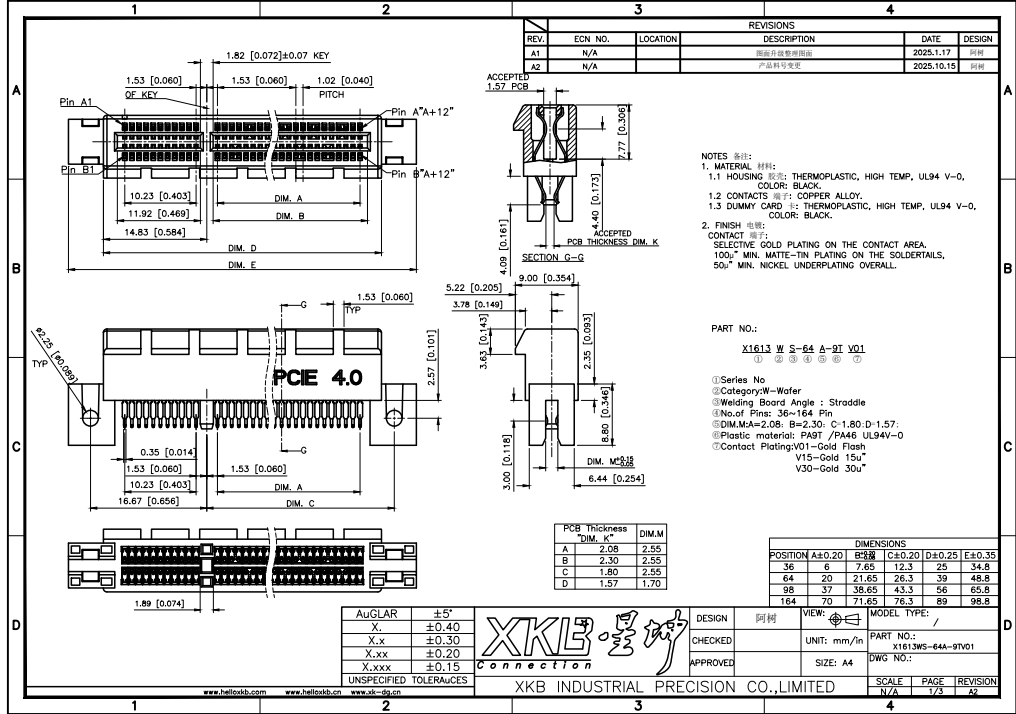 1
2
3
4
A
B
C
D
REVISIONS
REV. ECN NO. LOCATION DESCRIPTION DATE DESIGN
A1 N/A 图面升级整理图面 2025.1.17 阿树
A2 N/A 产品料号变更 2025.10.15 阿树
1.82 [0.072]±0.07 KEY
1.53 [0.060]
OF KEY
1.53 [0.060]
1.02 [0.040]
PITCH
Pin A1
Pin A"A+12"
Pin B1
Pin B"A+12"
10.23 [0.403]
DIM. A
11.92 [0.469]
DIM. B
14.83 [0.584]
DIM. D
DIM. E
ACCEPTED
1.57 PCB
7.77 [0.306]
4.40 [0.173]
4.09 [0.161]
ACCEPTED
PCB THICKNESS DIM. K
SECTION G-G
NOTES 备注:
1. MATERIAL 材料:
1.1 HOUSING 胶壳: THERMOPLASTIC, HIGH TEMP, UL94 V-0,
COLOR: BLACK.
1.2 CONTACTS 端子: COPPER ALLOY.
1.3 DUMMY CARD 卡: THERMOPLASTIC, HIGH TEMP, UL94 V-0,
COLOR: BLACK.
2. FINISH 电镀:
CONTACT 端子:
SELECTIVE GOLD PLATING ON THE CONTACT AREA.
100µ" MIN. MATTE-TIN PLATING ON THE SOLDERTAILS,
50µ" MIN. NICKEL UNDERPLATING OVERALL.
G
1.53 [0.060]
TYP
ø2.25 [ø0.089]
TYP
PCIE 4.0
2.57 [0.101]
G
0.35 [0.014]
1.53 [0.060]
1.53 [0.060]
10.23 [0.403]
DIM. A
16.67 [0.656]
DIM. C
9.00 [0.354]
5.22 [0.205]
3.78 [0.149]
3.63 [0.143]
2.35 [0.093]
8.80 [0.346]
3.00 [0.118]
DIM. M+0.15 -0.05
6.44 [0.254]
PART NO.:
X1613 W S-64 A-9T V01
① ② ③ ④ ⑤ ⑥ ⑦
①Series No
②Category:W-Wafer
③Welding Board Angle : Straddle
④No.of Pins: 36~164 Pin
⑤DIM.M:A=2.08; B=2.30; C-1.80;D-1.57;
⑥Plastic material: PA9T /PA46 UL94V-0
⑦Contact Plating:V01-Gold Flash
V15-Gold 15u"
V30-Gold 30u"
1.89 [0.074]
PCB Thickness "DIM. K" DIM.M
A 2.08 2.55
B 2.30 2.55
C 1.80 2.55
D 1.57 1.70
DIMENSIONS
POSITION A±0.20 C±0.20 D±0.25 E±0.35
36 6 7.65 12.3 25 34.8
64 20 21.65 26.3 39 48.8
98 37 38.65 43.3 56 65.8
164 70 71.65 76.3 89 98.8
AuGLAR ±5°
X. ±0.40
X.x ±0.30
X.xx ±0.20
X.xxx ±0.15
UNSPECIFIED TOLERAuCES
XKB 星坤
Connection
XKB INDUSTRIAL PRECISION CO.,LIMITED
DESIGN 阿树
CHECKED
APPROVED
VIEW:
UNIT: mm/in
SIZE: A4
MODEL TYPE:
/
PART NO.:
X1613WS-64A-9TV01
DWG NO.:
SCALE PAGE REVISION
N/A 1/3 A2
www.helloxkb.com www.helloxkb.cn www.xk-dg.cn
1
2
3
4
A
B
C
D